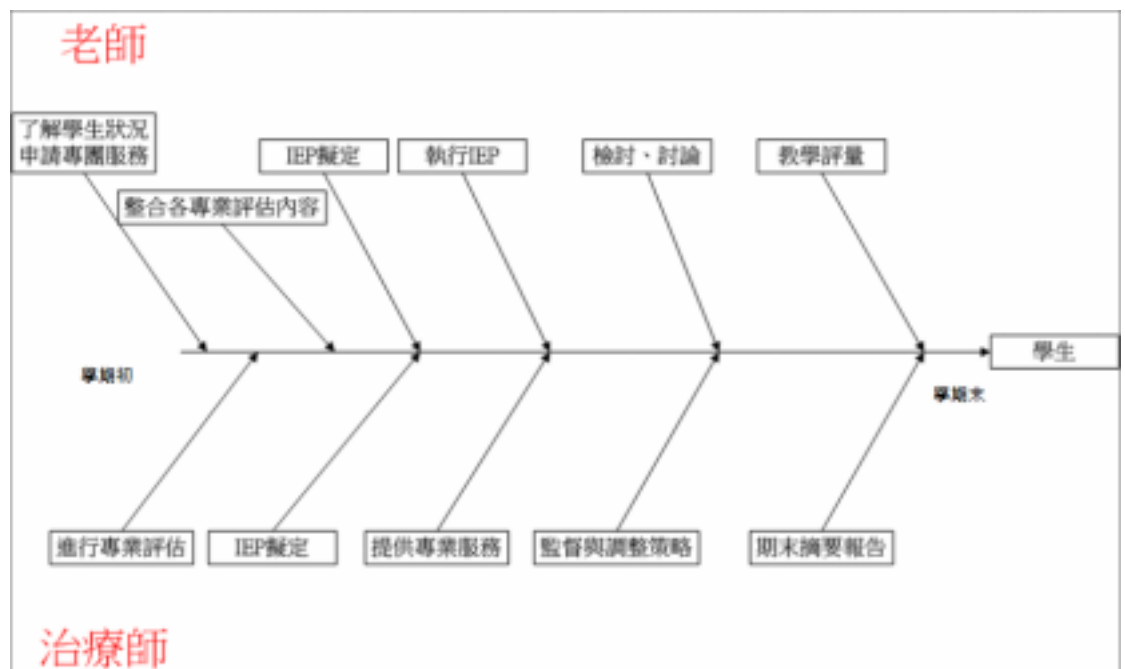 老師
了解學生狀況
申請專團服務
IEP擬定
執行IEP
檢討、討論
教學評量
整合各專業評估內容
學生
學期初
學期末
進行專業評估
IEP擬定
提供專業服務
監督與調整策略
期末摘要報告
治療師